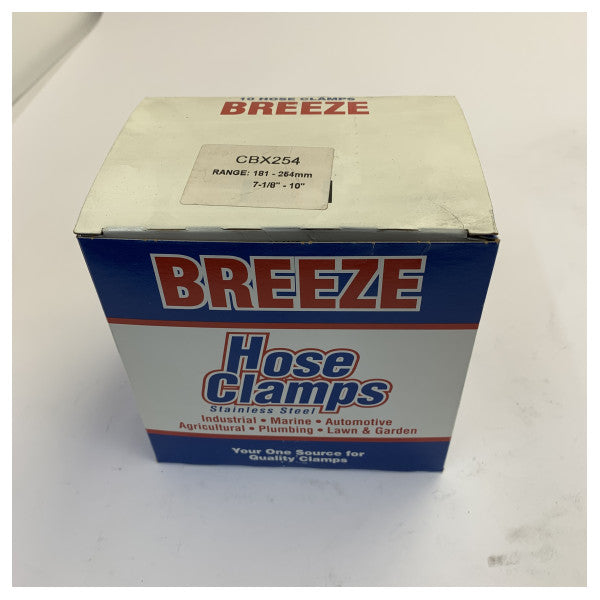 10 HOSE CLAMPS
BREEZE
CBX254
RANGE: 181 - 254mm
7-1/8" - 10"
BREEZE
Hose
Clamps
Stainless Steel
Industrial • Marine • Automotive
Agricultural • Plumbing • Lawn & Garden
Your One Source for
Quality Clamps